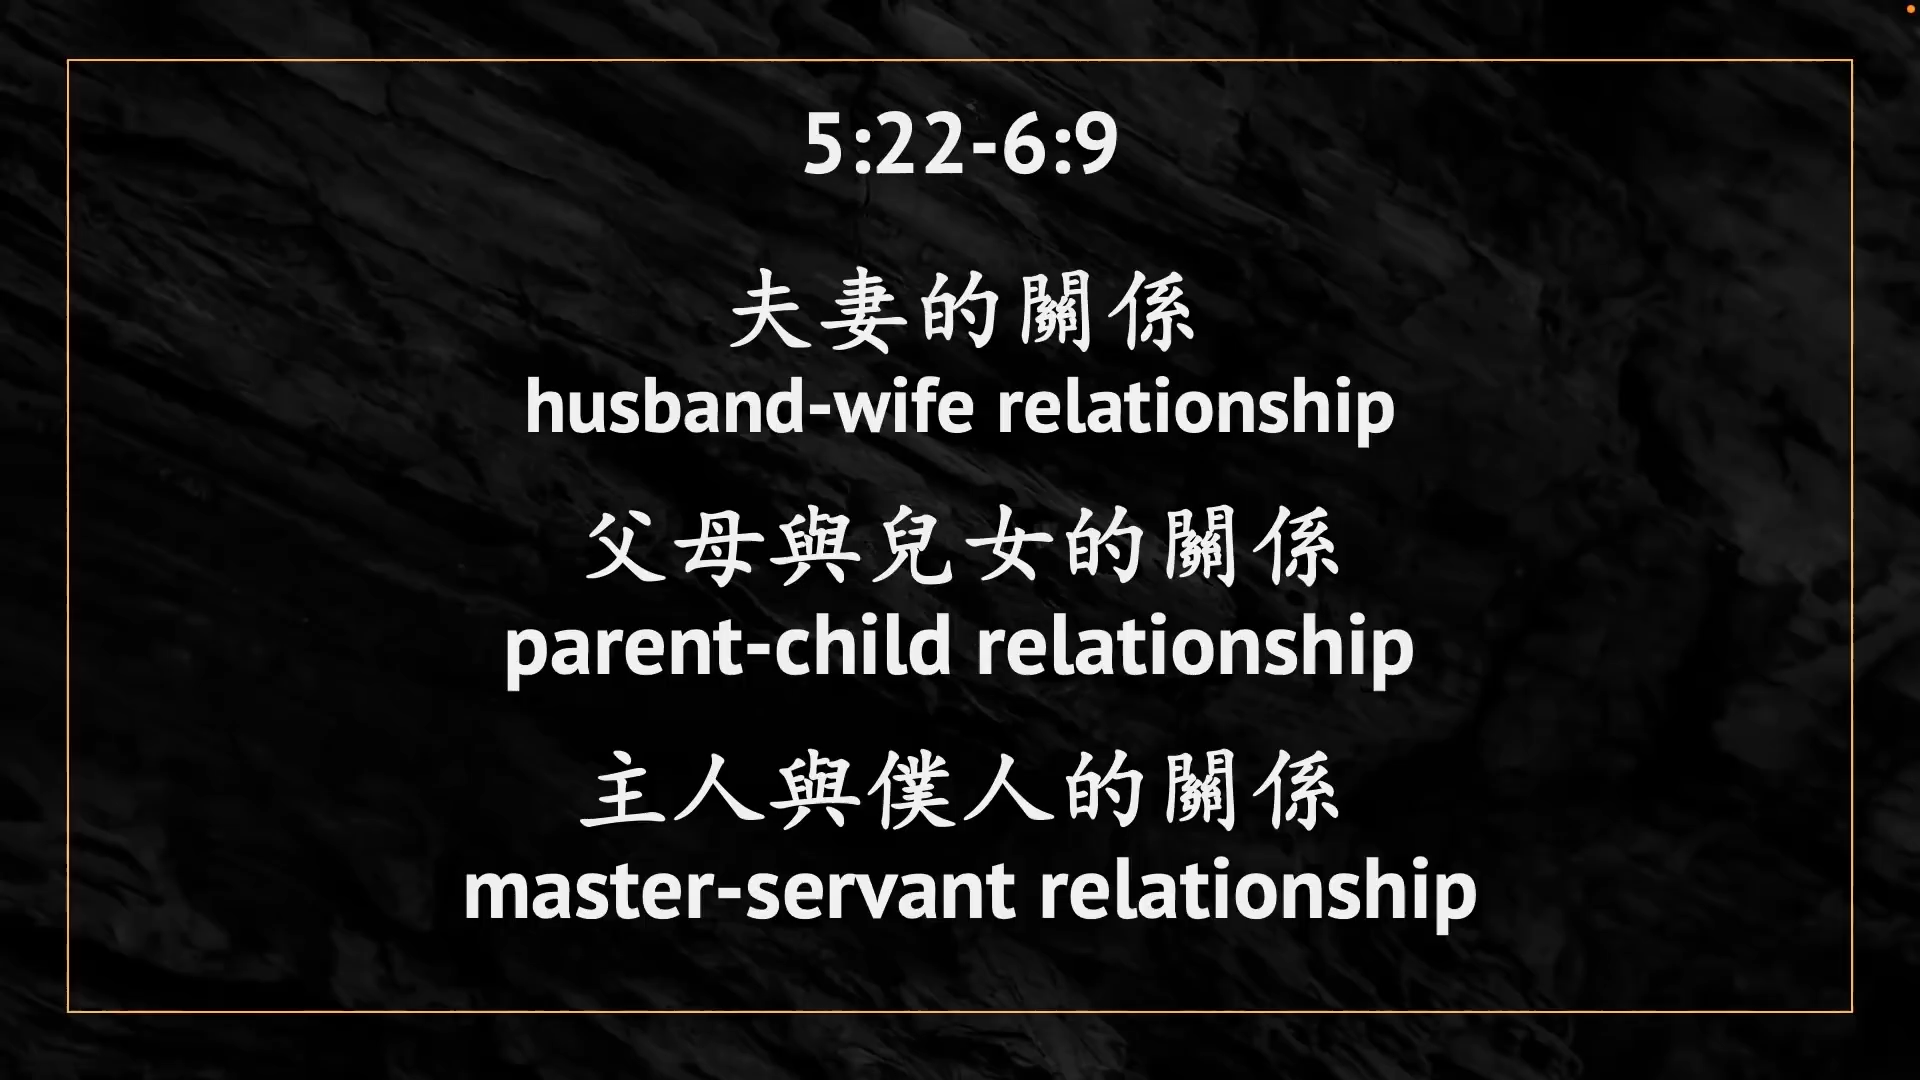 5:22-6:9
夫妻的關係
husband-wife relationship
父母與兒女的關係
parent-child relationship
主人與僕人的關係
master-servant relationship